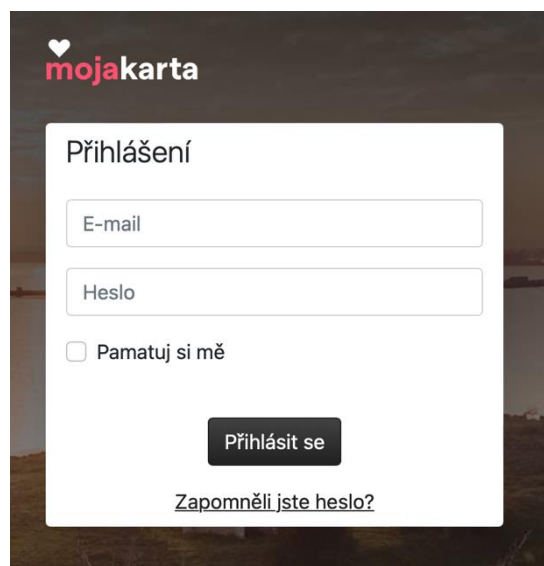 mojakarta
Přihlášení
E-mail
Heslo
Pamatuj si mě
Přihlásit se
Zapomněli jste heslo?